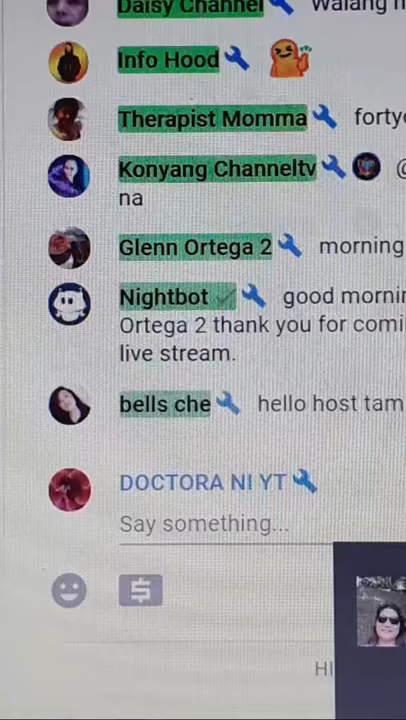 Daisy Channel Walang
Info Hood
Therapist Momma
Konyang Channeltv @
na
Glenn Ortega 2 morning
Nightbot good mornin
Ortega 2 thank you for comi
live stream.
bells che hello host tam
DOCTORA NI YT
Say something...
HI